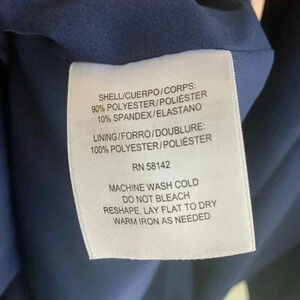 SHELL/CUERPO/CORPS:
90% POLYESTER/POLIÉSTER
10% SPANDEX/ELASTANO
LINING/FORRO/DOUBLURE:
100% POLYESTER/POLIÉSTER
RN 58142
MACHINE WASH COLD
DO NOT BLEACH
RESHAPE, LAY FLAT TO DRY
WARM IRON AS NEEDED